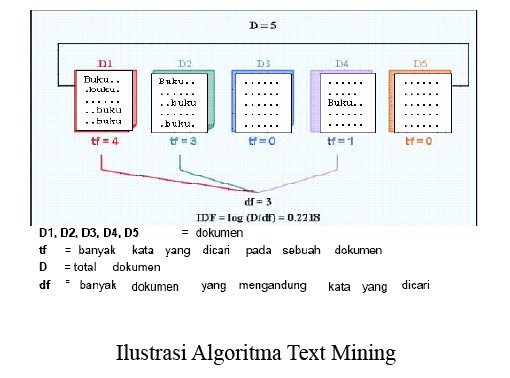 D = 5
D1 D2 D3 D4 D5
Buku.. Buku.. ...... ...... ......
.buku. ...... ...... ...... ......
...... ..buku ...... Buku.. ......
..buku ...... ...... ...... ......
..buku .buku. ...... ...... ......
tf = 4 tf = 3 tf = 0 tf = 1 tf = 0
df = 3
IDF = log (D/df) = 0.2218
D1, D2, D3, D4, D5 = dokumen
tf = banyak kata yang dicari pada sebuah dokumen
D = total dokumen
df = banyak dokumen yang mengandung kata yang dicari
Ilustrasi Algoritma Text Mining